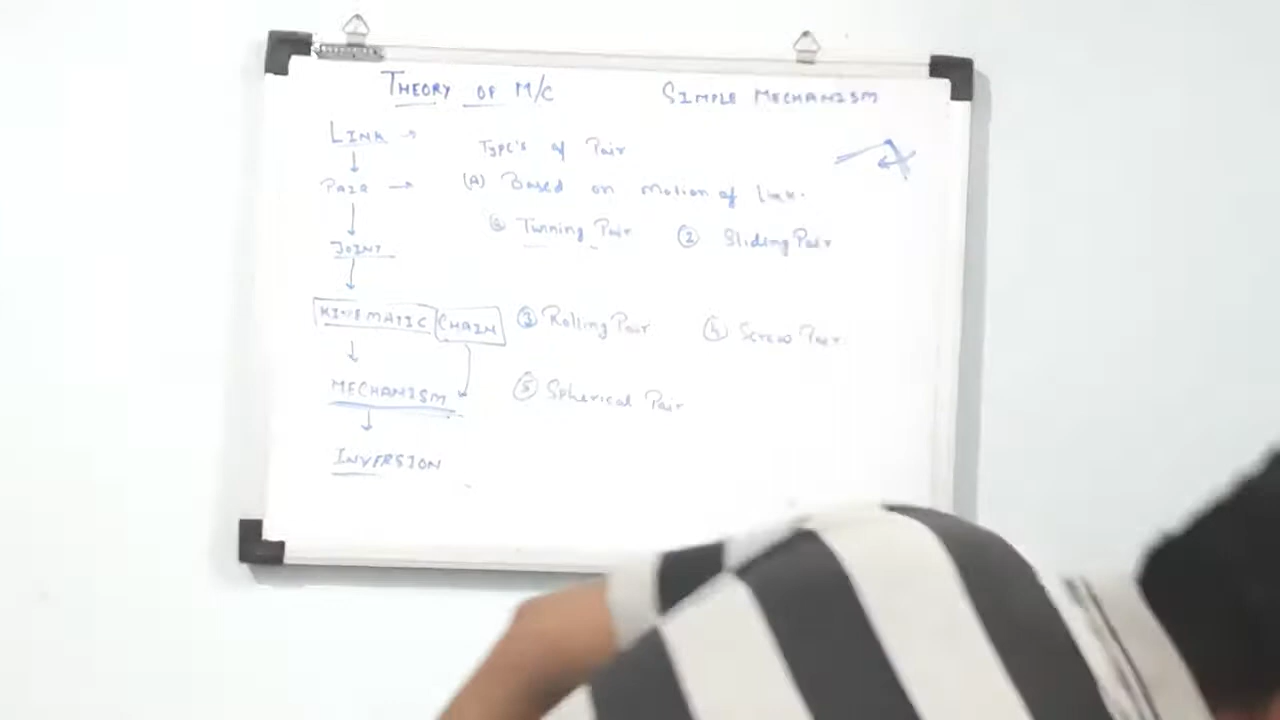 THEORY OF M/C SIMPLE MECHANISM
LINK →
Type's of Pair
PAIR → (A) Based on motion of link.
① Turning Pair ② Sliding Pair
JOINT
KINEMATIC CHAIN ③ Rolling Pair ④ Screw Pair
MECHANISM ⑤ Spherical Pair
INVERSION